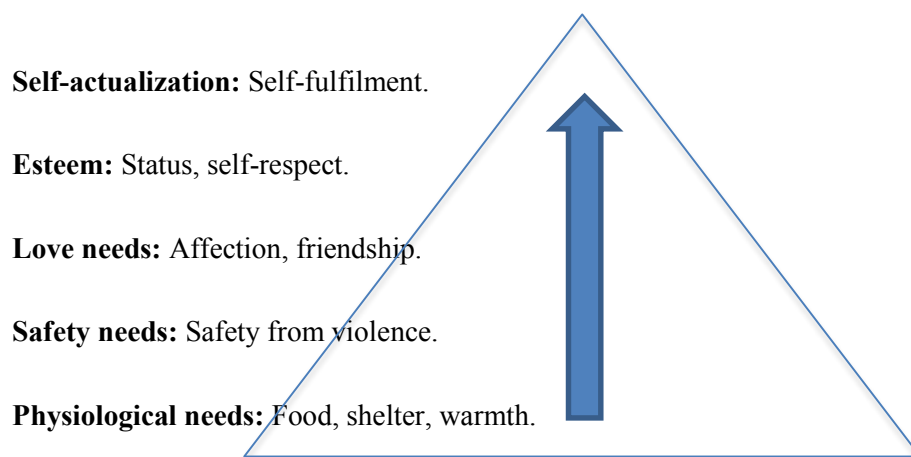 Self-actualization: Self-fulfilment.
Esteem: Status, self-respect.
Love needs: Affection, friendship.
Safety needs: Safety from violence.
Physiological needs: Food, shelter, warmth.